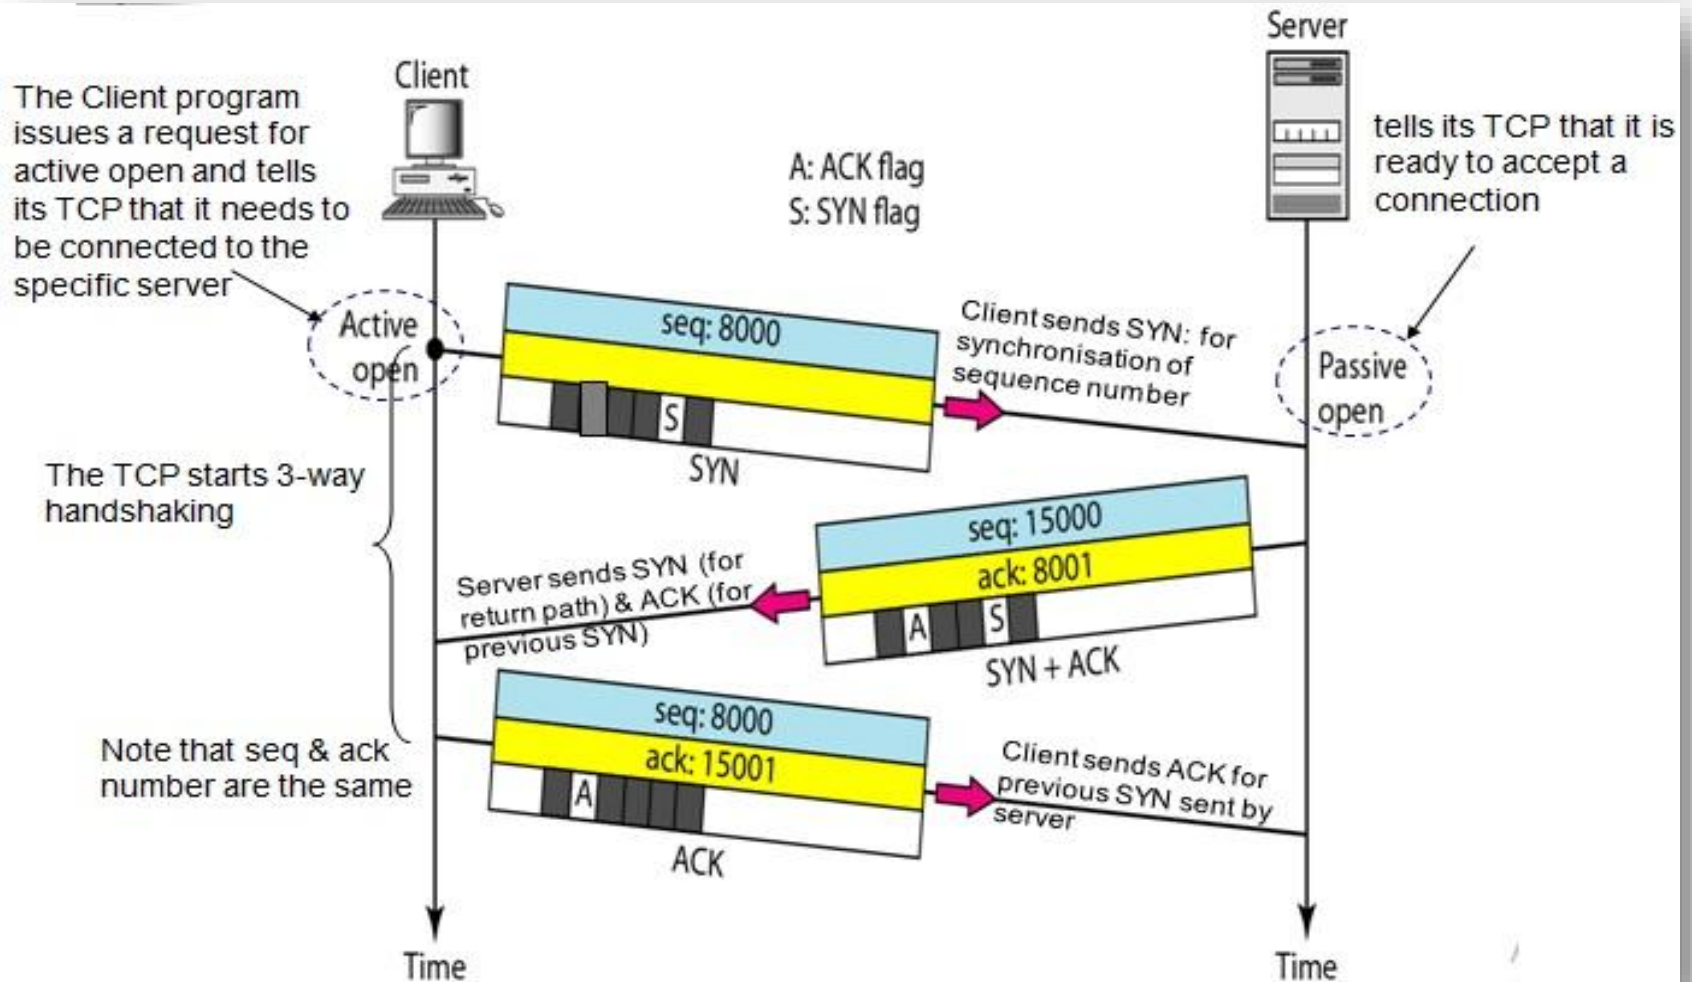 Server
Client
The Client program
issues a request for
active open and tells
its TCP that it needs to
be connected to the
specific server
tells its TCP that it is
ready to accept a
connection
A: ACK flag
S: SYN flag
Active
open
seq: 8000
S
SYN
Client sends SYN: for
synchronisation of
sequence number
Passive
open
The TCP starts 3-way
handshaking
seq: 15000
ack: 8001
A S
SYN + ACK
Server sends SYN (for
return path) & ACK (for
previous SYN)
Note that seq & ack
number are the same
seq: 8000
ack: 15001
A
ACK
Client sends ACK for
previous SYN sent by
server
Time
Time